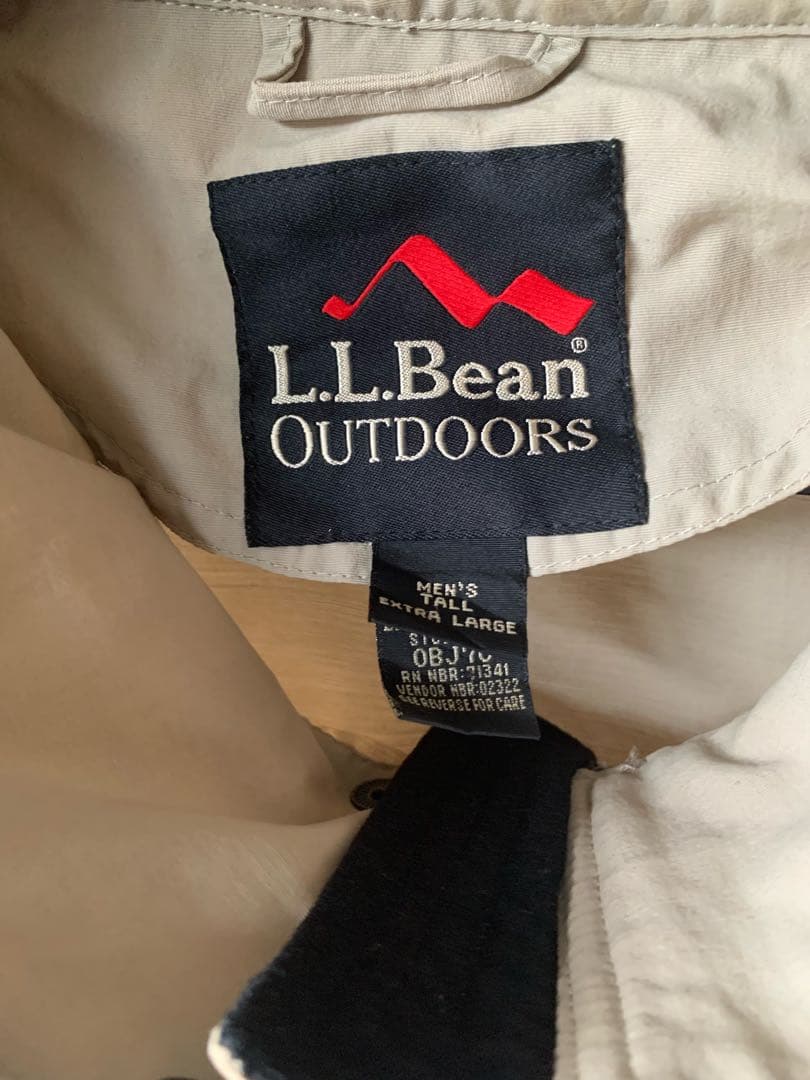 L.L.Bean®
OUTDOORS
MEN'S
TALL
EXTRA LARGE
RN NBR:71341
VENDOR NBR:02322
SEE REVERSE FOR CARE